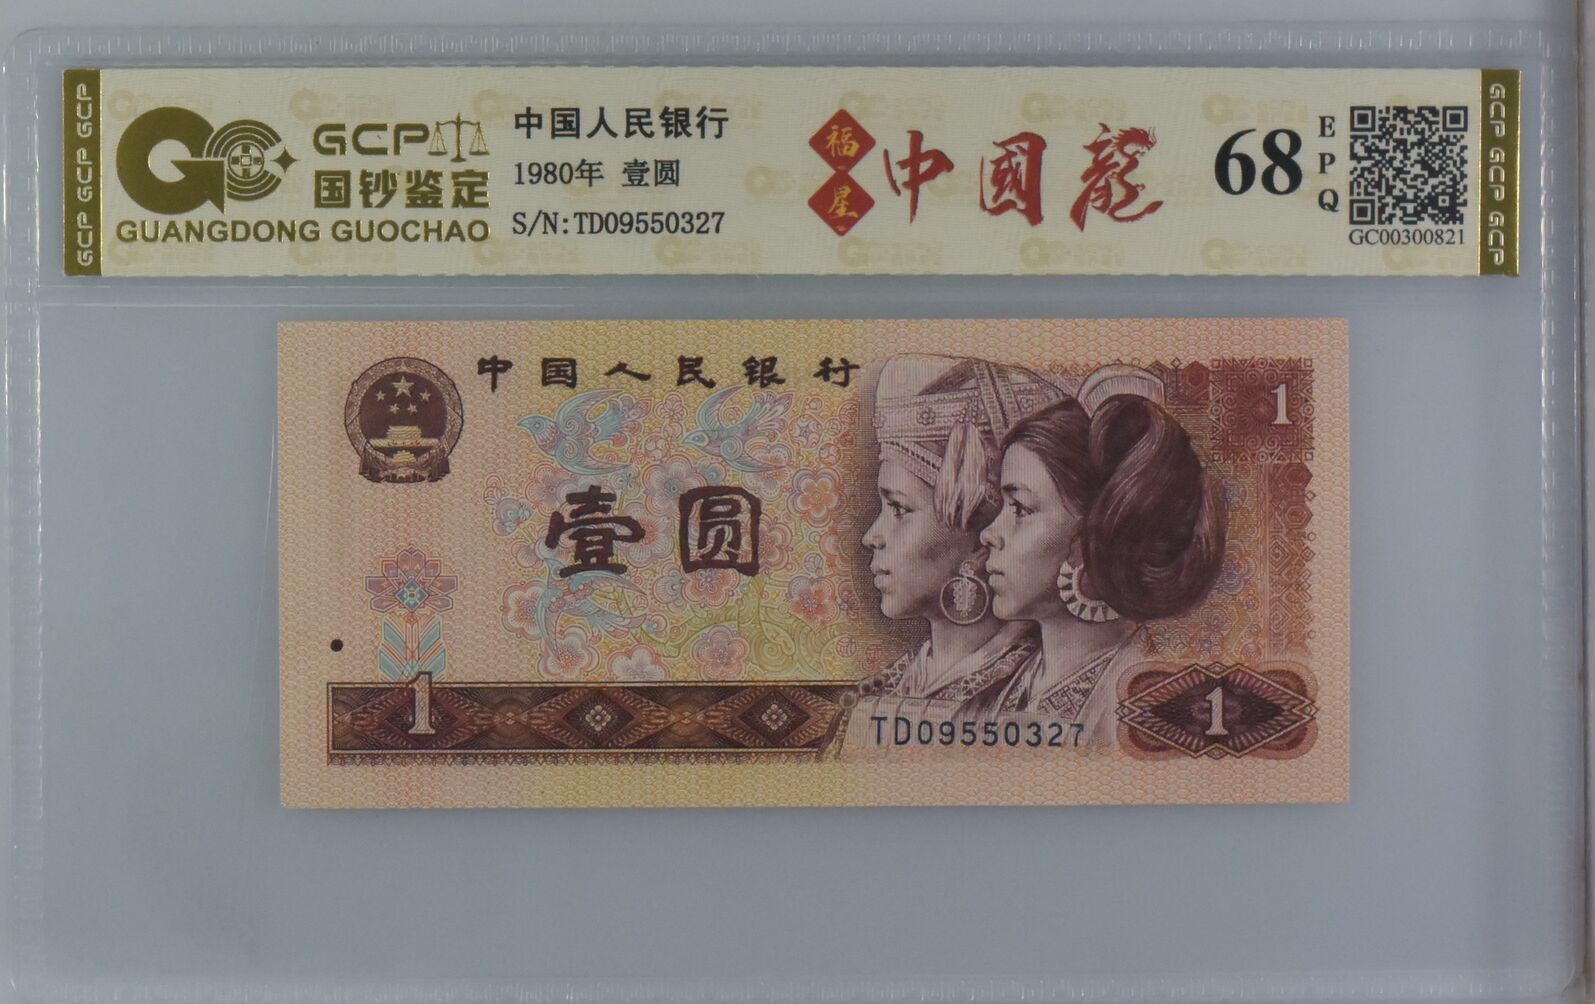 GCP GCP GCP
GCP
国钞鉴定
GUANGDONG GUOCHAO
中国人民银行
1980年 壹圆
S/N:TD09550327
福星
中國龍
68
EPQ
GC00300821
GCP GCP GCP
中国人民银行
1
壹圆
1
TD09550327
1